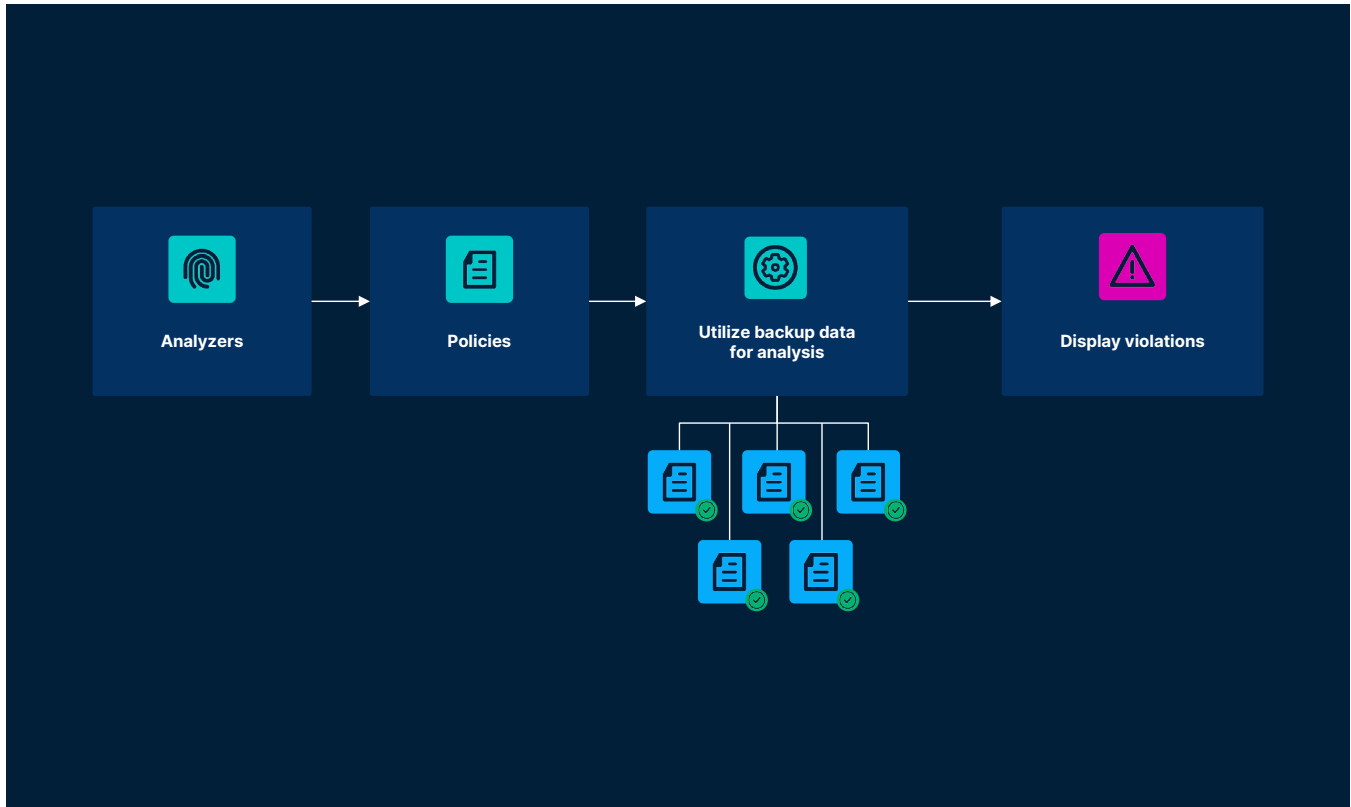 Analyzers
Policies
Utilize backup data
for analysis
Display violations